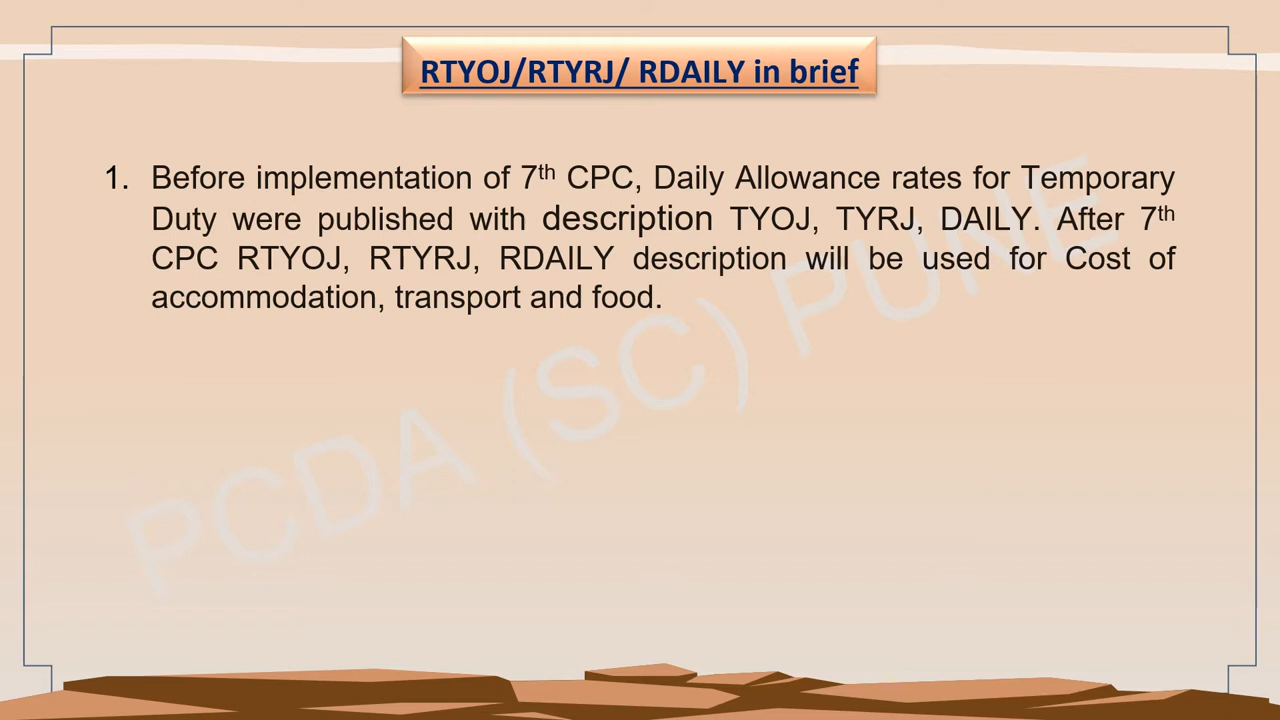 RTYOJ/RTYRJ/ RDAILY in brief
1. Before implementation of 7th CPC, Daily Allowance rates for Temporary
Duty were published with description TYOJ, TYRJ, DAILY. After 7th
CPC RTYOJ, RTYRJ, RDAILY description will be used for Cost of
accommodation, transport and food.
PCDA (SC) PUNE